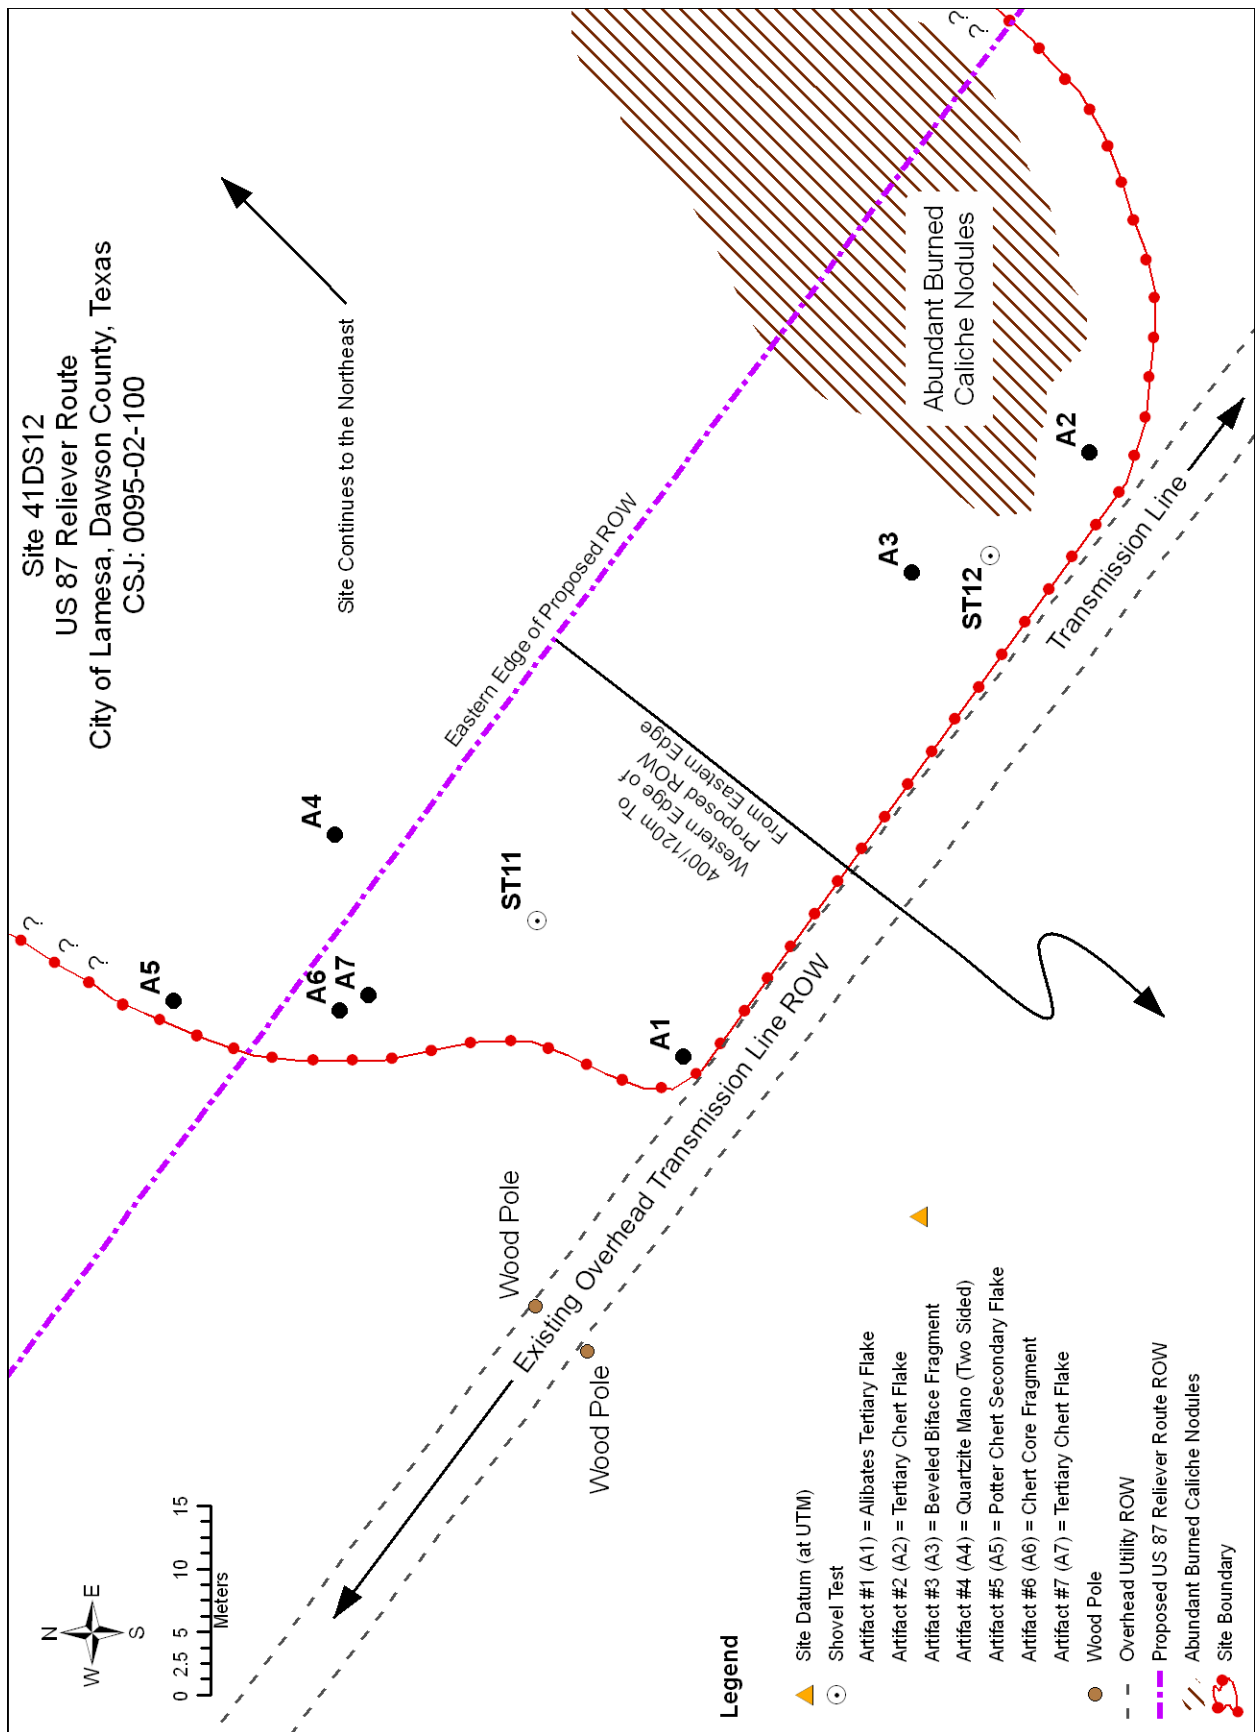 Site 41DS12
US 87 Reliever Route
City of Lamesa, Dawson County, Texas
CSJ: 0095-02-100
Site Continues to the Northeast
N
W E
S
0 2.5 5 10 15
Meters
?
?
?
A5
A4
A6
A7
Eastern Edge of Proposed ROW
ST11
400'/120m To
Western Edge of
Proposed ROW
From Eastern Edge
A1
Wood Pole
Wood Pole
Existing Overhead Transmission Line ROW
?
?
Abundant Burned
Caliche Nodules
A3
ST12
A2
Transmission Line
Legend
Site Datum (at UTM)
Shovel Test
Artifact #1 (A1) = Alibates Tertiary Flake
Artifact #2 (A2) = Tertiary Chert Flake
Artifact #3 (A3) = Beveled Biface Fragment
Artifact #4 (A4) = Quartzite Mano (Two Sided)
Artifact #5 (A5) = Potter Chert Secondary Flake
Artifact #6 (A6) = Chert Core Fragment
Artifact #7 (A7) = Tertiary Chert Flake
Wood Pole
Overhead Utility ROW
Proposed US 87 Reliever Route ROW
Abundant Burned Caliche Nodules
Site Boundary